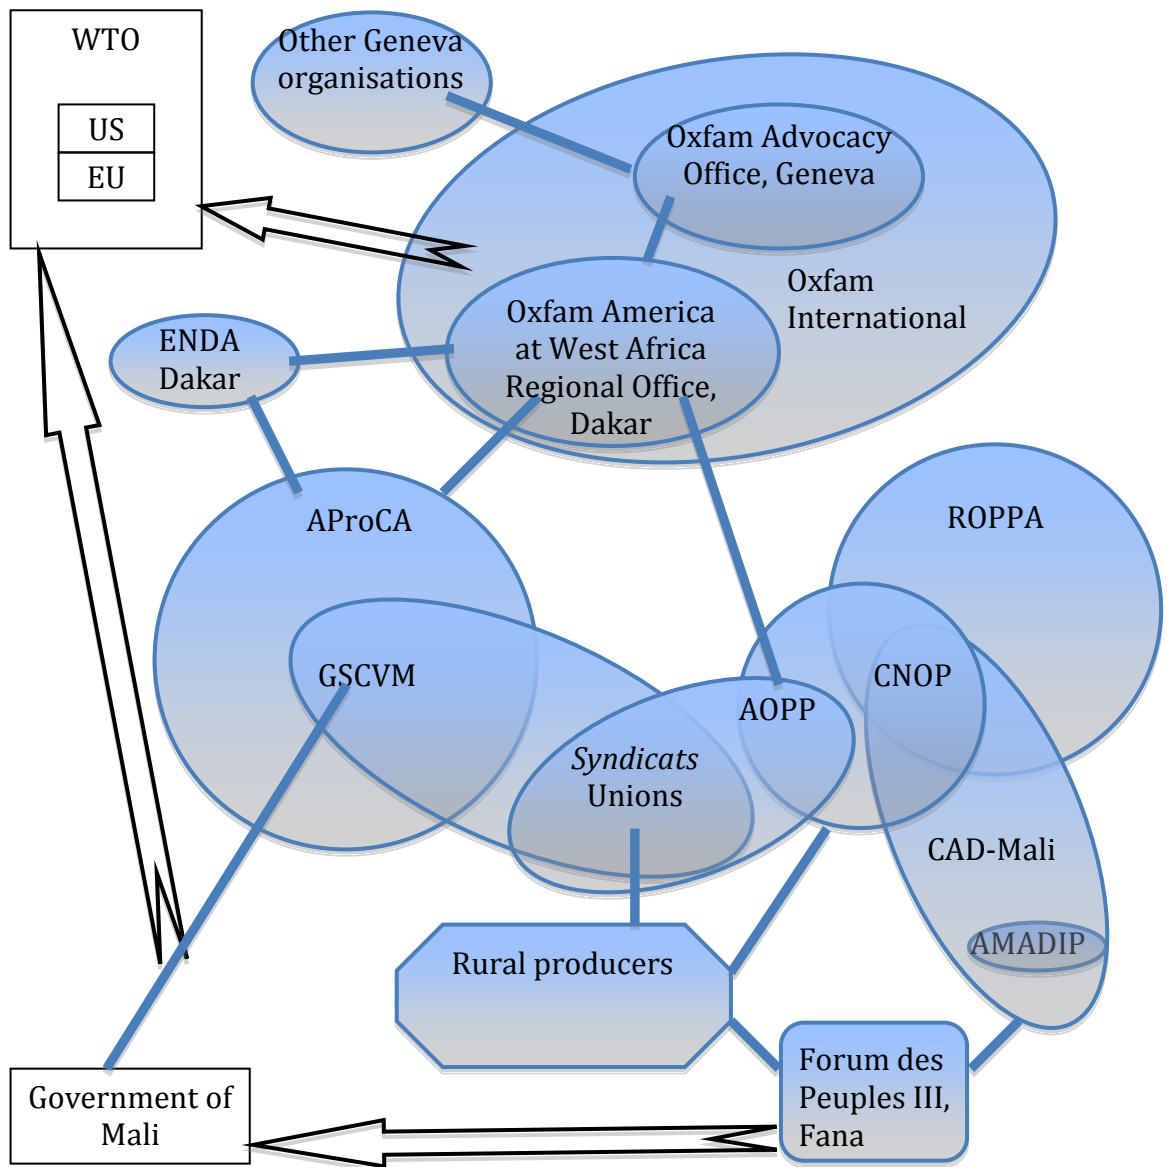 WTO
US
EU
Other Geneva
organisations
Oxfam Advocacy
Office, Geneva
Oxfam
International
Oxfam America
at West Africa
Regional Office,
Dakar
ENDA
Dakar
AProCA
ROPPA
GSCVM
CNOP
AOPP
Syndicats
Unions
CAD-Mali
AMADIP
Rural producers
Forum des
Peuples III,
Fana
Government of
Mali